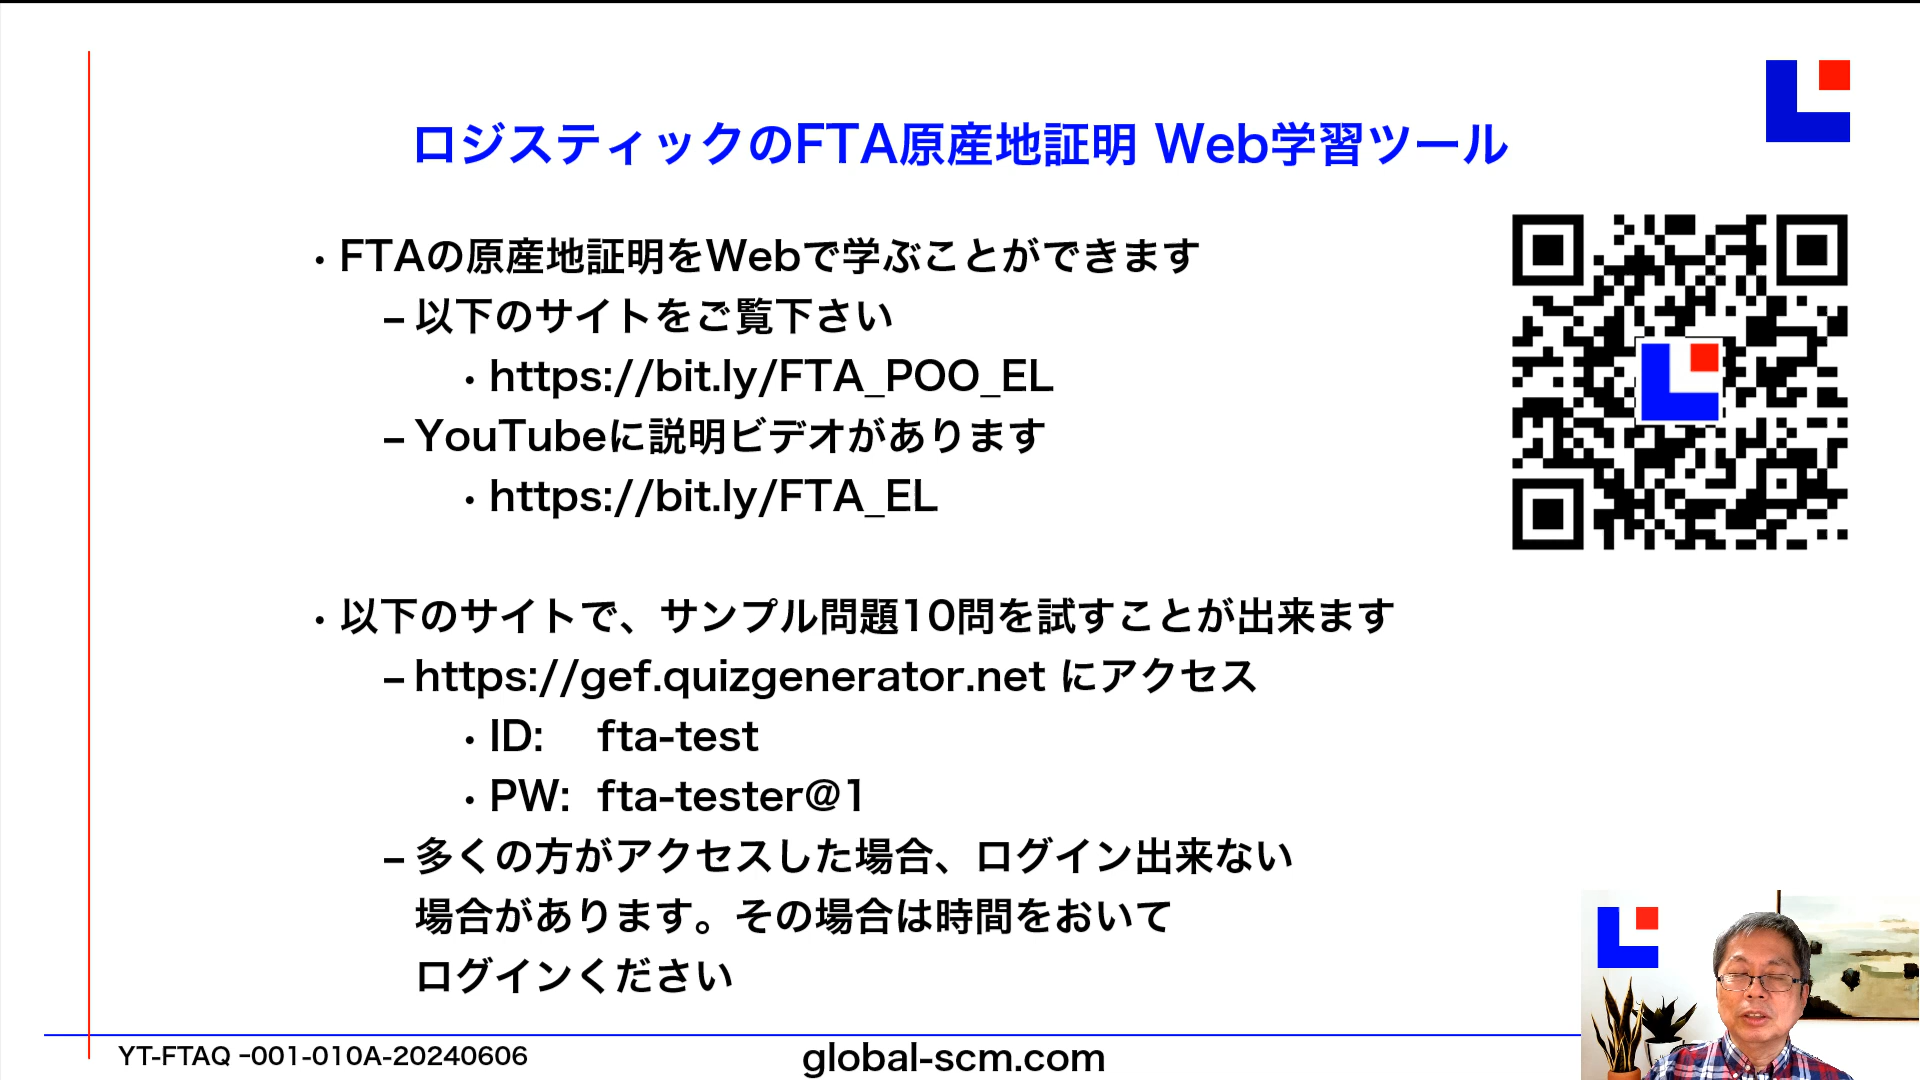 ロジスティックのFTA原産地証明 Web学習ツール
・FTAの原産地証明をWebで学ぶことができます
–以下のサイトをご覧下さい
・https://bit.ly/FTA_POO_EL
–YouTubeに説明ビデオがあります
・https://bit.ly/FTA_EL
・以下のサイトで、サンプル問題10問を試すことが出来ます
–https://gef.quizgenerator.net にアクセス
・ID: fta-test
・PW: fta-tester@1
–多くの方がアクセスした場合、ログイン出来ない
場合があります。その場合は時間をおいて
ログインください
YT-FTAQ -001-010A-20240606
global-scm.com